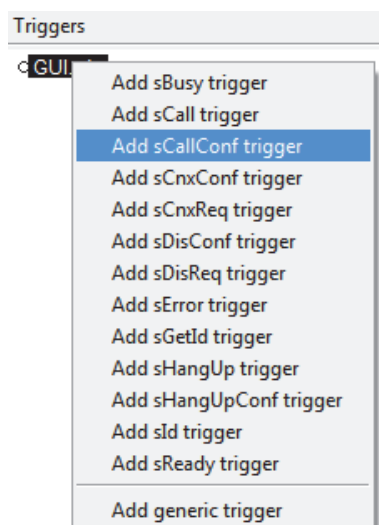 Triggers
GUI
Add sBusy trigger
Add sCall trigger
Add sCallConf trigger
Add sCnxConf trigger
Add sCnxReq trigger
Add sDisConf trigger
Add sDisReq trigger
Add sError trigger
Add sGetId trigger
Add sHangUp trigger
Add sHangUpConf trigger
Add sId trigger
Add sReady trigger
Add generic trigger